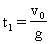 t₁ = v₀/g